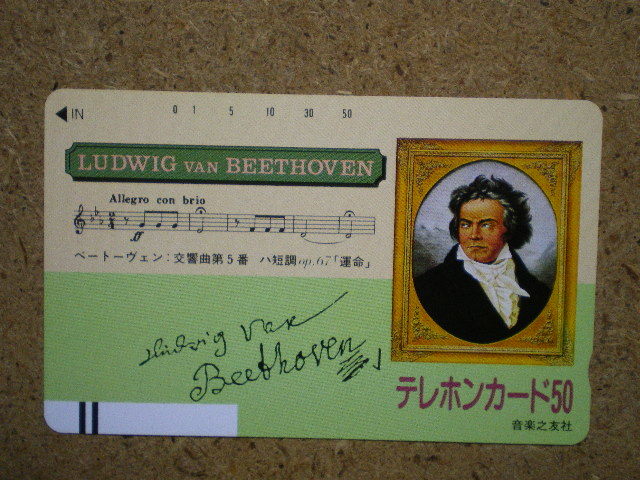 ◀IN 0 1 5 10 30 50
LUDWIG VAN BEETHOVEN
Allegro con brio
ff
ベートーヴェン:交響曲第5番 ハ短調op.67「運命」
Ludwig van
Beethoven
テレホンカード50
音楽之友社